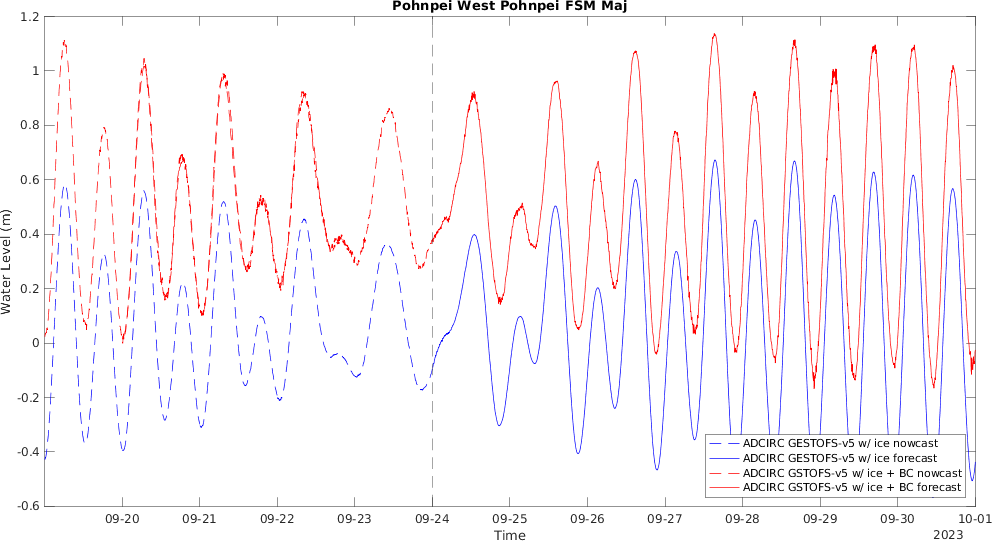 Pohnpei West Pohnpei FSM Maj
1.2
1
0.8
0.6
0.4
0.2
0
-0.2
-0.4
-0.6
Water Level (m)
ADCIRC GESTOFS-v5 w/ ice nowcast
ADCIRC GESTOFS-v5 w/ ice forecast
ADCIRC GSTOFS-v5 w/ ice + BC nowcast
ADCIRC GSTOFS-v5 w/ ice + BC forecast
09-20 09-21 09-22 09-23 09-24 09-25 09-26 09-27 09-28 09-29 09-30 10-01
Time
2023